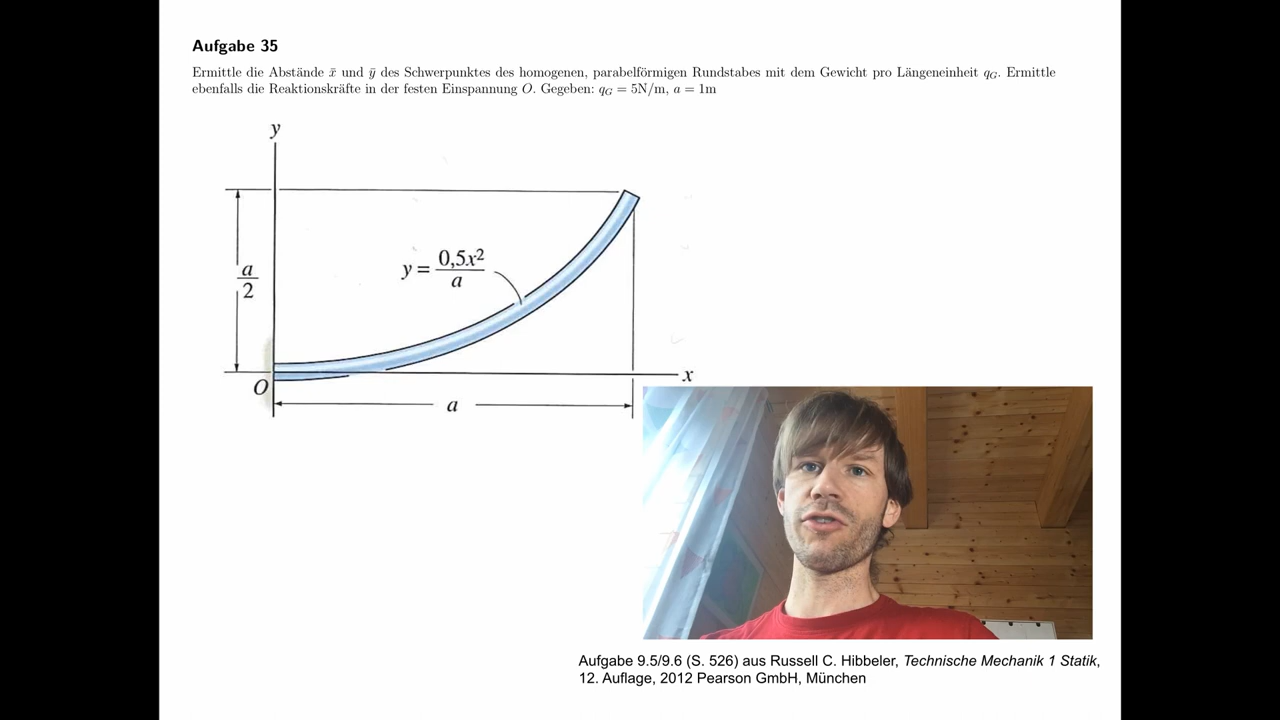 Aufgabe 35
Ermittle die Abstände x̄ und ȳ des Schwerpunktes des homogenen, parabelförmigen Rundstabes mit dem Gewicht pro Längeneinheit q_G. Ermittle
ebenfalls die Reaktionskräfte in der festen Einspannung O. Gegeben: q_G = 5N/m, a = 1m
y
y = 0,5x²/a
a/2
x
O
a
Aufgabe 9.5/9.6 (S. 526) aus Russell C. Hibbeler, Technische Mechanik 1 Statik,
12. Auflage, 2012 Pearson GmbH, München